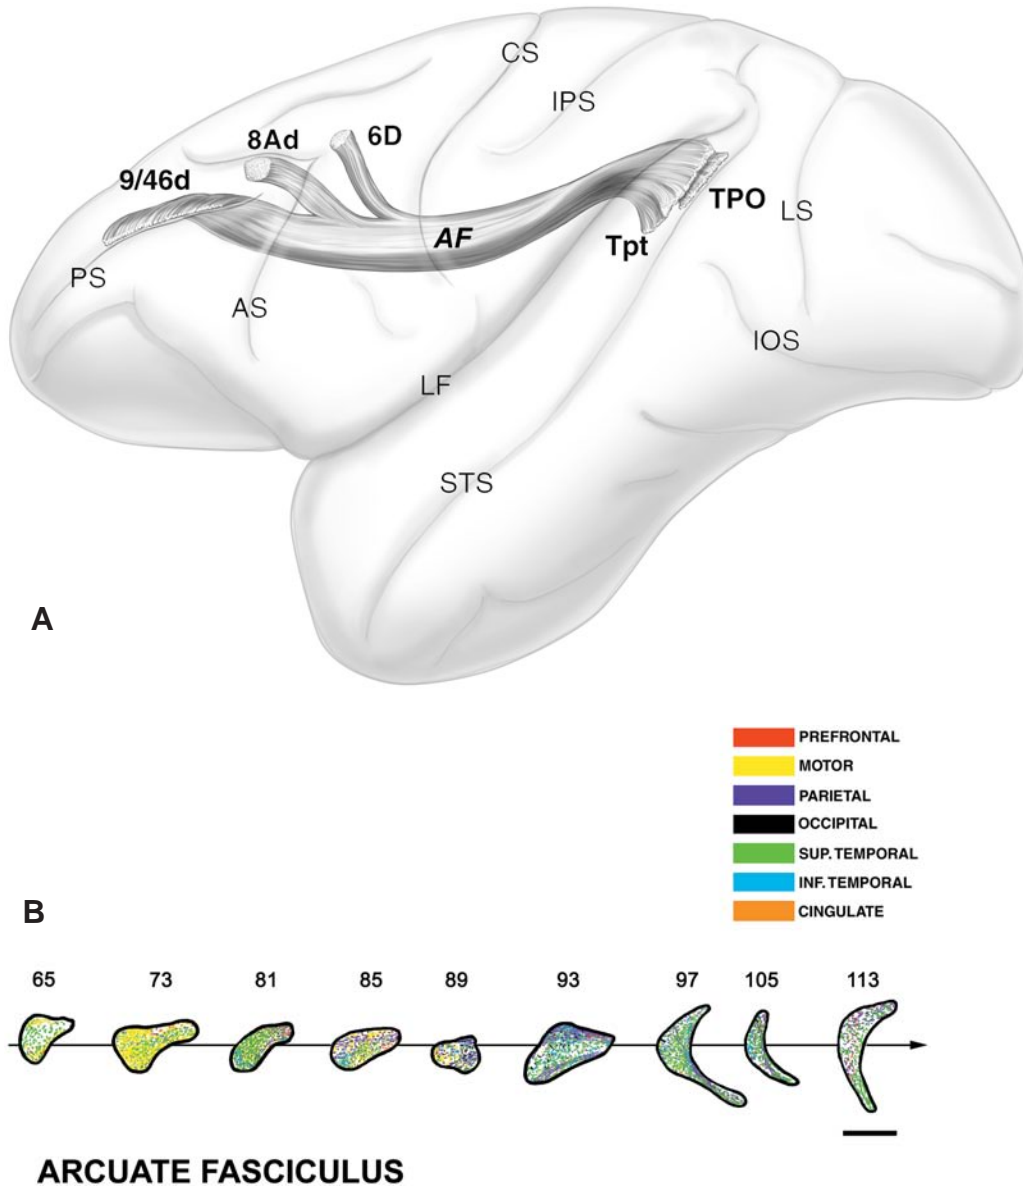 CS
IPS
8Ad
6D
9/46d
TPO
LS
AF
Tpt
PS
AS
IOS
LF
STS
A
PREFRONTAL
MOTOR
PARIETAL
OCCIPITAL
SUP. TEMPORAL
INF. TEMPORAL
CINGULATE
B
65 73 81 85 89 93 97 105 113
ARCUATE FASCICULUS